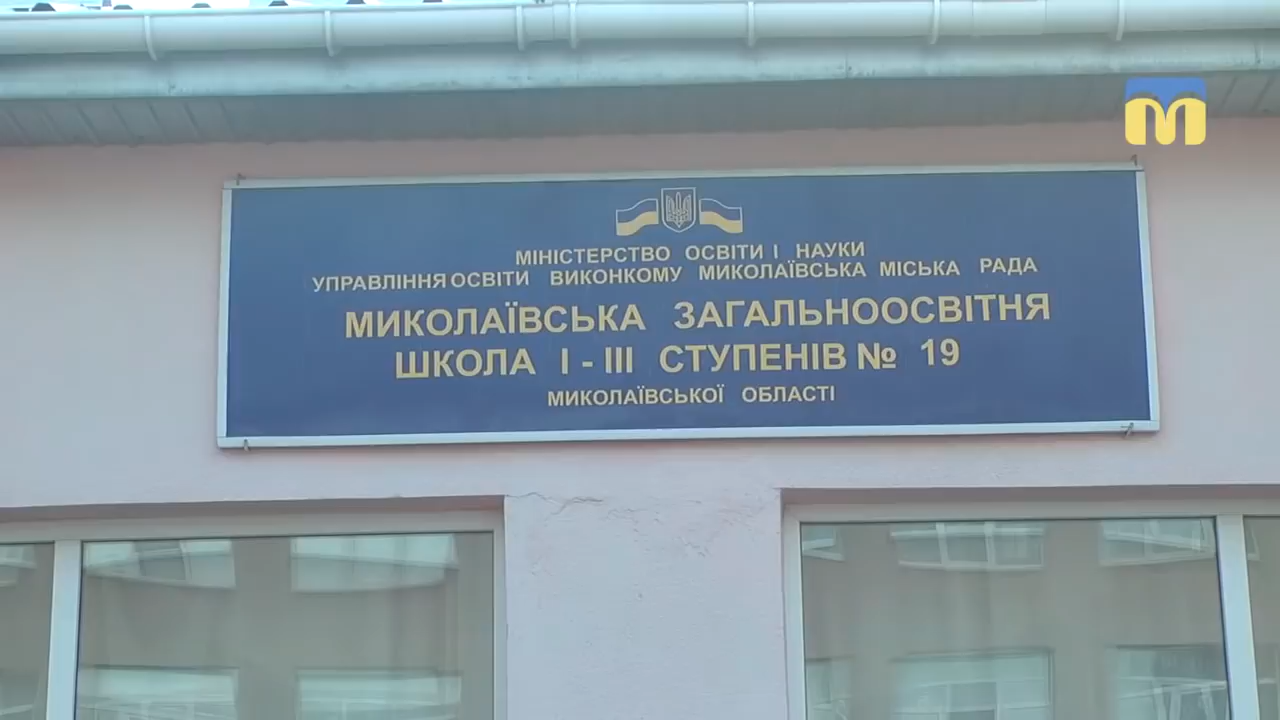 МІНІСТЕРСТВО ОСВІТИ І НАУКИ
УПРАВЛІННЯ ОСВІТИ ВИКОНКОМУ МИКОЛАЇВСЬКА МІСЬКА РАДА
МИКОЛАЇВСЬКА ЗАГАЛЬНООСВІТНЯ
ШКОЛА І - ІІІ СТУПЕНІВ № 19
МИКОЛАЇВСЬКОЇ ОБЛАСТІ